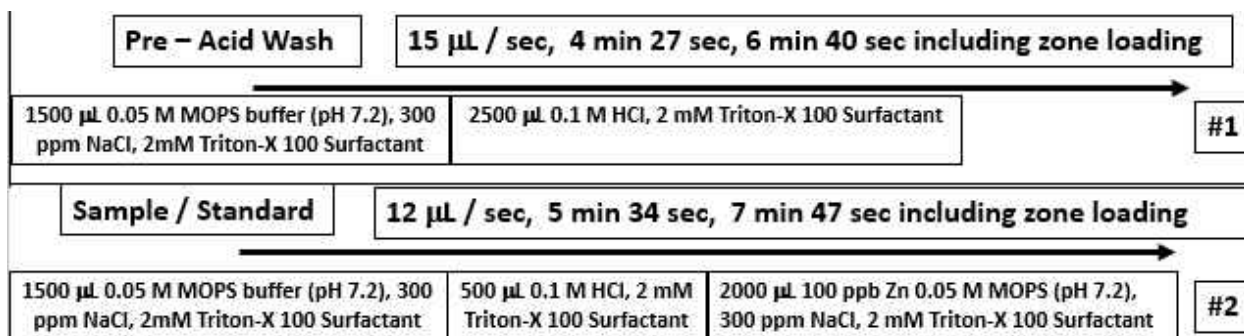 Pre – Acid Wash
15 µL / sec, 4 min 27 sec, 6 min 40 sec including zone loading
1500 µL 0.05 M MOPS buffer (pH 7.2), 300
ppm NaCl, 2mM Triton-X 100 Surfactant
2500 µL 0.1 M HCl, 2 mM Triton-X 100 Surfactant
#1
Sample / Standard
12 µL / sec, 5 min 34 sec, 7 min 47 sec including zone loading
1500 µL 0.05 M MOPS buffer (pH 7.2), 300
ppm NaCl, 2mM Triton-X 100 Surfactant
500 µL 0.1 M HCl, 2 mM
Triton-X 100 Surfactant
2000 µL 100 ppb Zn 0.05 M MOPS (pH 7.2),
300 ppm NaCl, 2 mM Triton-X 100 Surfactant
#2